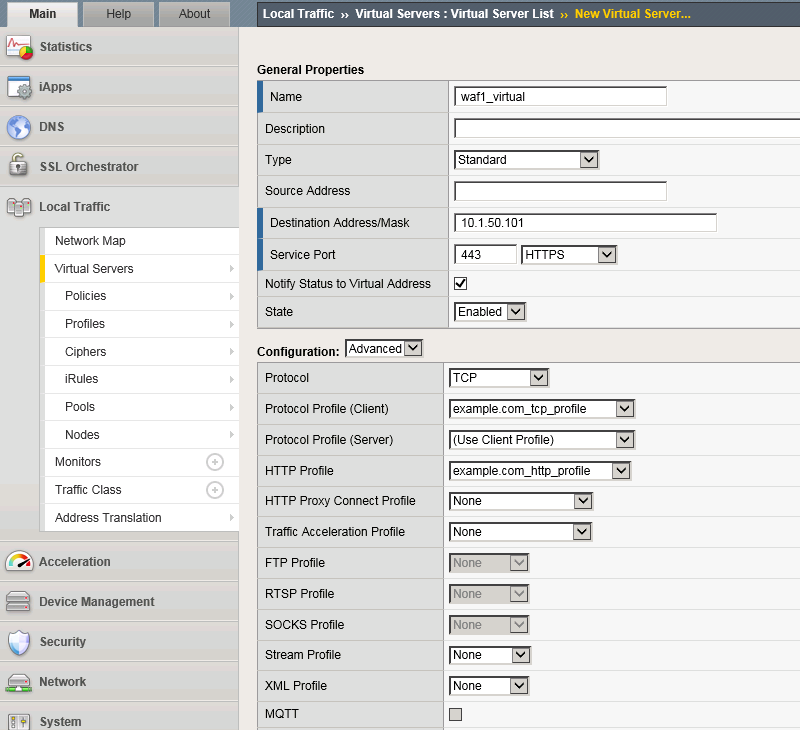 Main Help About
Local Traffic ›› Virtual Servers : Virtual Server List ›› New Virtual Server...
Statistics
iApps
DNS
SSL Orchestrator
Local Traffic
Network Map
Virtual Servers
Policies
Profiles
Ciphers
iRules
Pools
Nodes
Monitors
Traffic Class
Address Translation
Acceleration
Device Management
Security
Network
System
General Properties
Name waf1_virtual
Description
Type Standard
Source Address
Destination Address/Mask 10.1.50.101
Service Port 443 HTTPS
Notify Status to Virtual Address
State Enabled
Configuration: Advanced
Protocol TCP
Protocol Profile (Client) example.com_tcp_profile
Protocol Profile (Server) (Use Client Profile)
HTTP Profile example.com_http_profile
HTTP Proxy Connect Profile None
Traffic Acceleration Profile None
FTP Profile None
RTSP Profile None
SOCKS Profile None
Stream Profile None
XML Profile None
MQTT